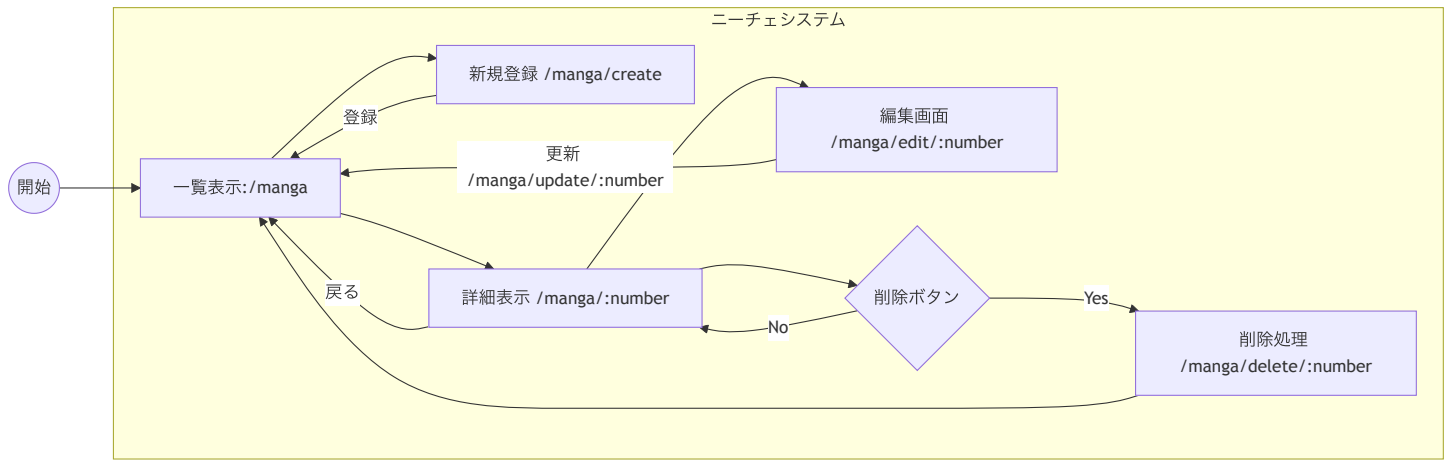 ニーチェシステム
新規登録 /manga/create
登録
編集画面
/manga/edit/:number
更新
/manga/update/:number
開始
一覧表示:/manga
戻る
詳細表示 /manga/:number
削除ボタン
Yes
No
削除処理
/manga/delete/:number